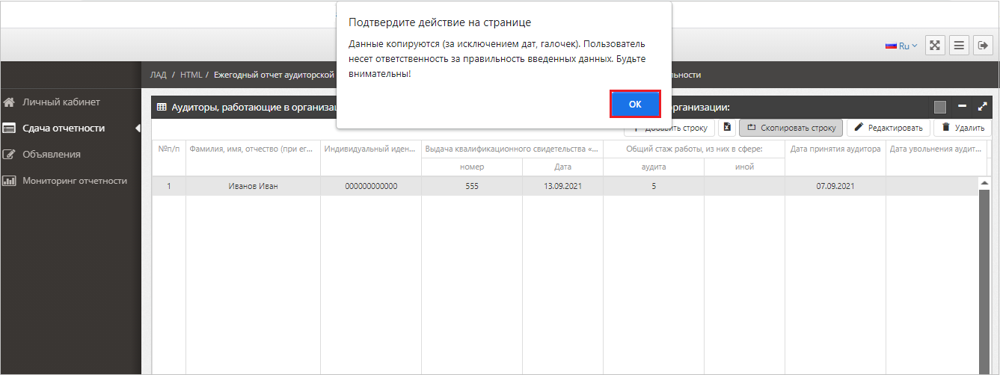 Подтвердите действие на странице
Данные копируются (за исключением дат, галочек). Пользователь
несет ответственность за правильность введенных данных. Будьте
внимательны!
ОК
Ru
ЛАД / HTML / Ежегодный отчет аудиторской
льности
Личный кабинет
Сдача отчетности
Объявления
Мониторинг отчетности
Аудиторы, работающие в организац
организации:
Добавить строку
Скопировать строку
Редактировать
Удалить
№п/п
Фамилия, имя, отчество (при ег...
Индивидуальный иден...
Выдача квалификационного свидетельства «...
Общий стаж работы, из них в сфере:
Дата принятия аудитора
Дата увольнения аудит...
номер
Дата
аудита
иной
1 Иванов Иван 000000000000 555 13.09.2021 5 07.09.2021